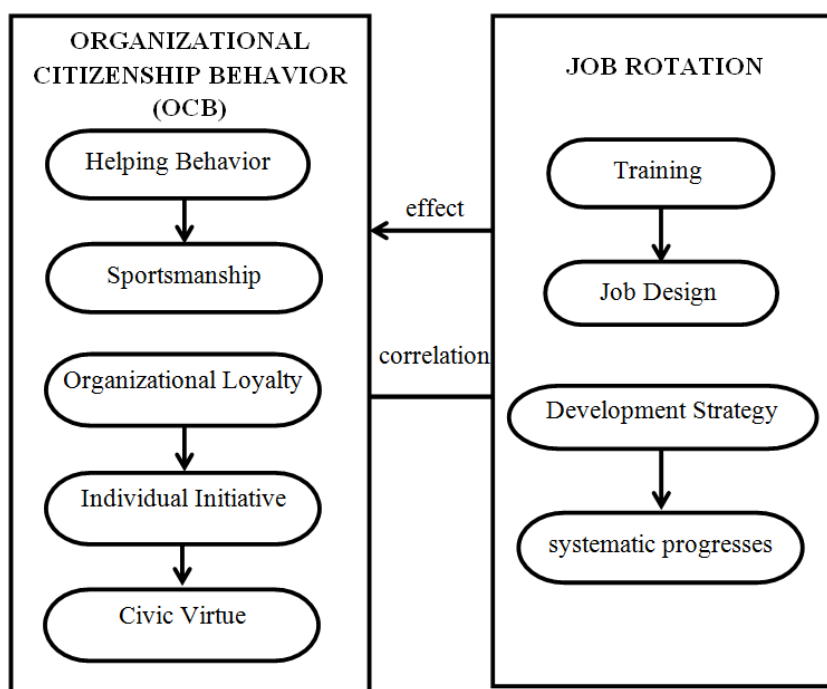 ORGANIZATIONAL
CITIZENSHIP BEHAVIOR
(OCB)
Helping Behavior
Sportsmanship
Organizational Loyalty
Individual Initiative
Civic Virtue
effect
correlation
JOB ROTATION
Training
Job Design
Development Strategy
systematic progresses